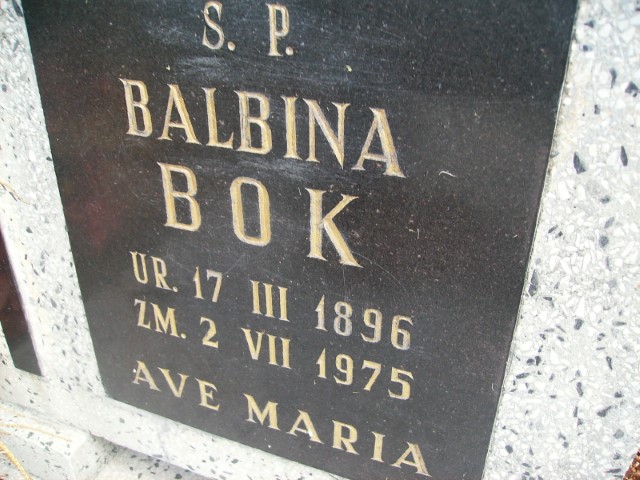 S. P.
BALBINA
BOK
UR. 17 III 1896
ZM. 2 VII 1975
AVE MARIA